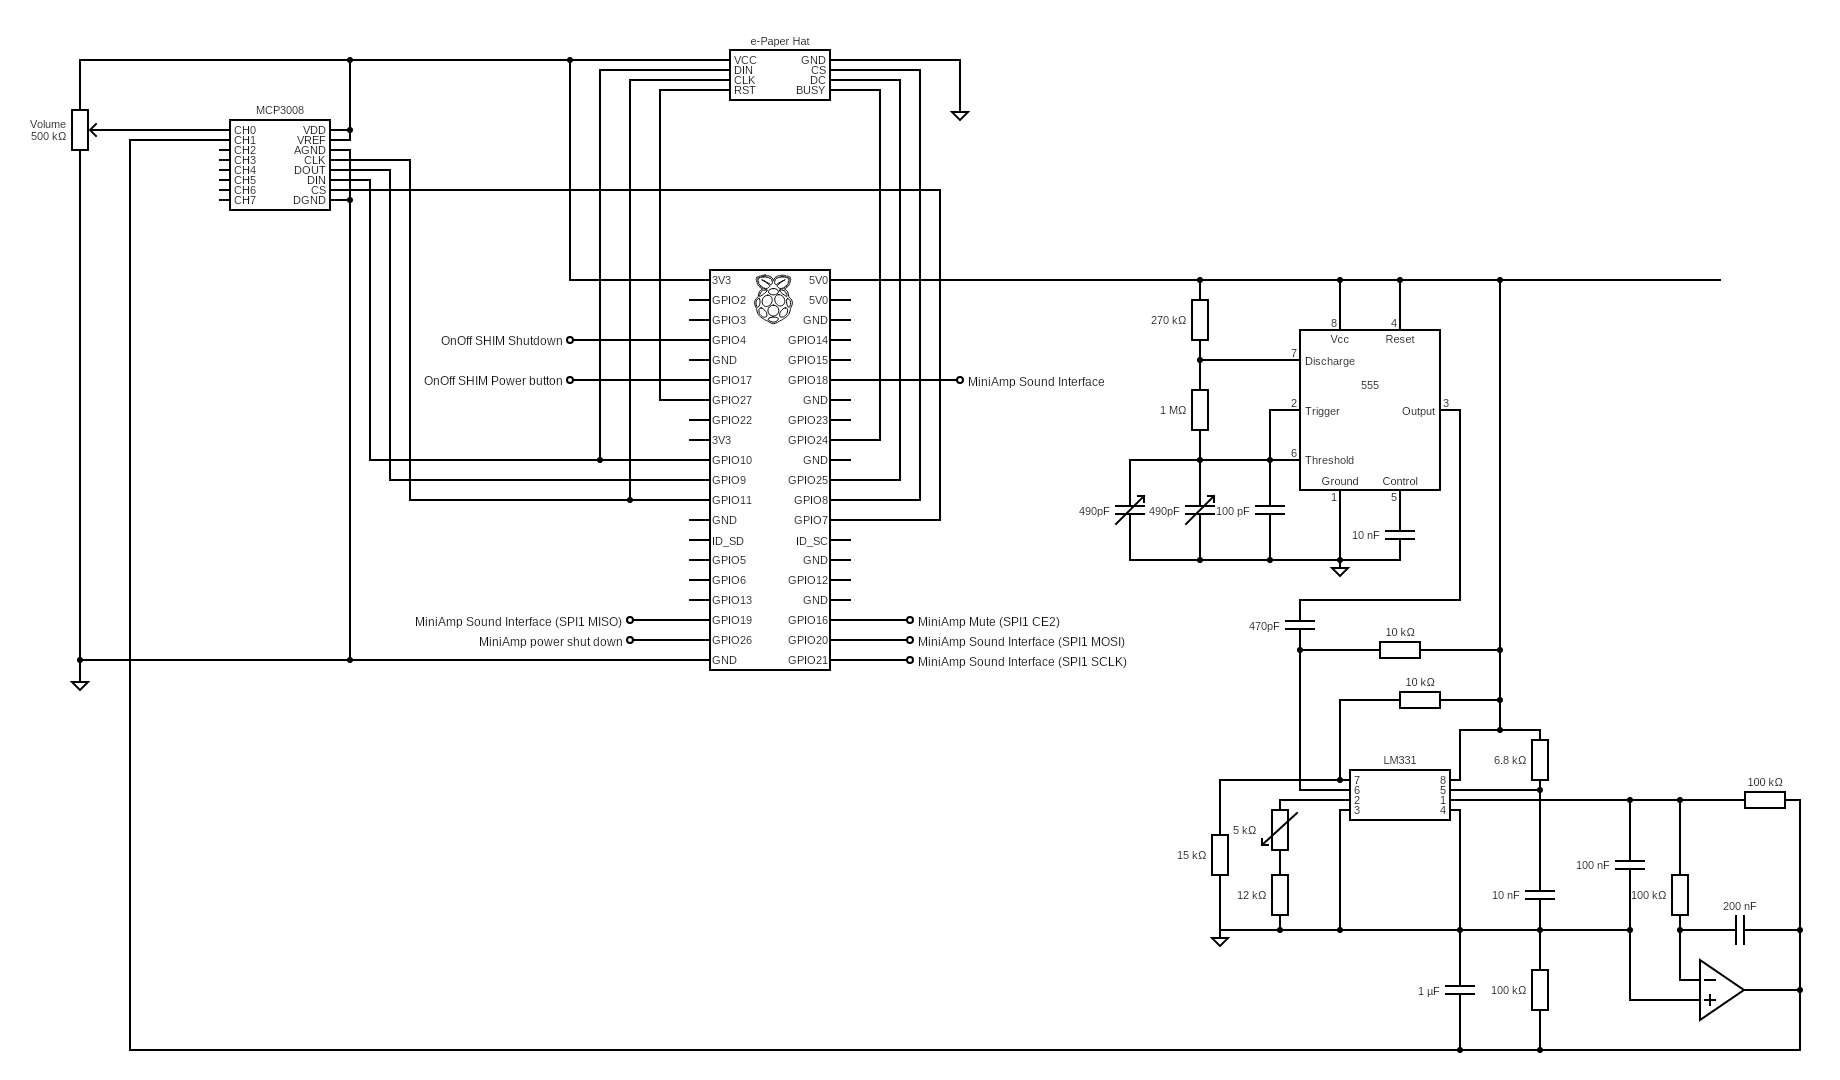 e-Paper Hat
VCC GND
DIN CS
CLK DC
RST BUSY
MCP3008
Volume
500 kΩ
CH0 VDD
CH1 VREF
CH2 AGND
CH3 CLK
CH4 DOUT
CH5 DIN
CH6 CS
CH7 DGND
3V3 5V0
GPIO2 5V0
GPIO3 GND
OnOff SHIM Shutdown GPIO4 GPIO14
GND GPIO15
OnOff SHIM Power button GPIO17 GPIO18 MiniAmp Sound Interface
GPIO27 GND
GPIO22 GPIO23
3V3 GPIO24
GPIO10 GND
GPIO9 GPIO25
GPIO11 GPIO8
GND GPIO7
ID_SD ID_SC
GPIO5 GND
GPIO6 GPIO12
GPIO13 GND
MiniAmp Sound Interface (SPI1 MISO) GPIO19 GPIO16 MiniAmp Mute (SPI1 CE2)
MiniAmp power shut down GPIO26 GPIO20 MiniAmp Sound Interface (SPI1 MOSI)
GND GPIO21 MiniAmp Sound Interface (SPI1 SCLK)
270 kΩ
8 4
Vcc Reset
7 Discharge
555
1 MΩ
2 Trigger Output 3
6 Threshold
Ground Control
1 5
490pF 490pF 100 pF
10 nF
470pF
10 kΩ
10 kΩ
LM331
6.8 kΩ
7 8
6 5
2 1
3 4
100 kΩ
5 kΩ
15 kΩ
12 kΩ
100 nF
10 nF
100 kΩ
200 nF
1 µF
100 kΩ